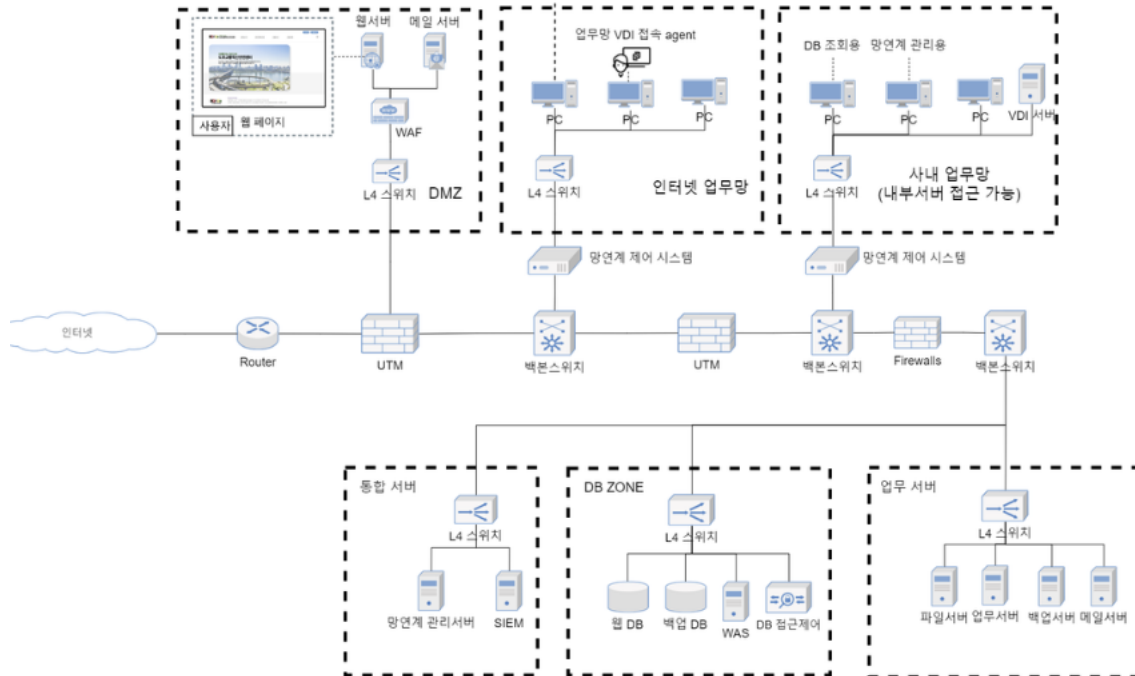 웹서버
메일 서버
사용자
웹 페이지
WAF
L4 스위치
DMZ
업무망 VDI 접속 agent
PC
PC
PC
L4 스위치
인터넷 업무망
DB 조회용
망연계 관리용
PC
PC
PC
VDI 서버
L4 스위치
사내 업무망
(내부서버 접근 가능)
망연계 제어 시스템
망연계 제어 시스템
인터넷
Router
UTM
백본스위치
UTM
백본스위치
Firewalls
백본스위치
통합 서버
L4 스위치
망연계 관리서버
SIEM
DB ZONE
L4 스위치
웹 DB
백업 DB
WAS
DB 접근제어
업무 서버
L4 스위치
파일서버
업무서버
백업서버
메일서버